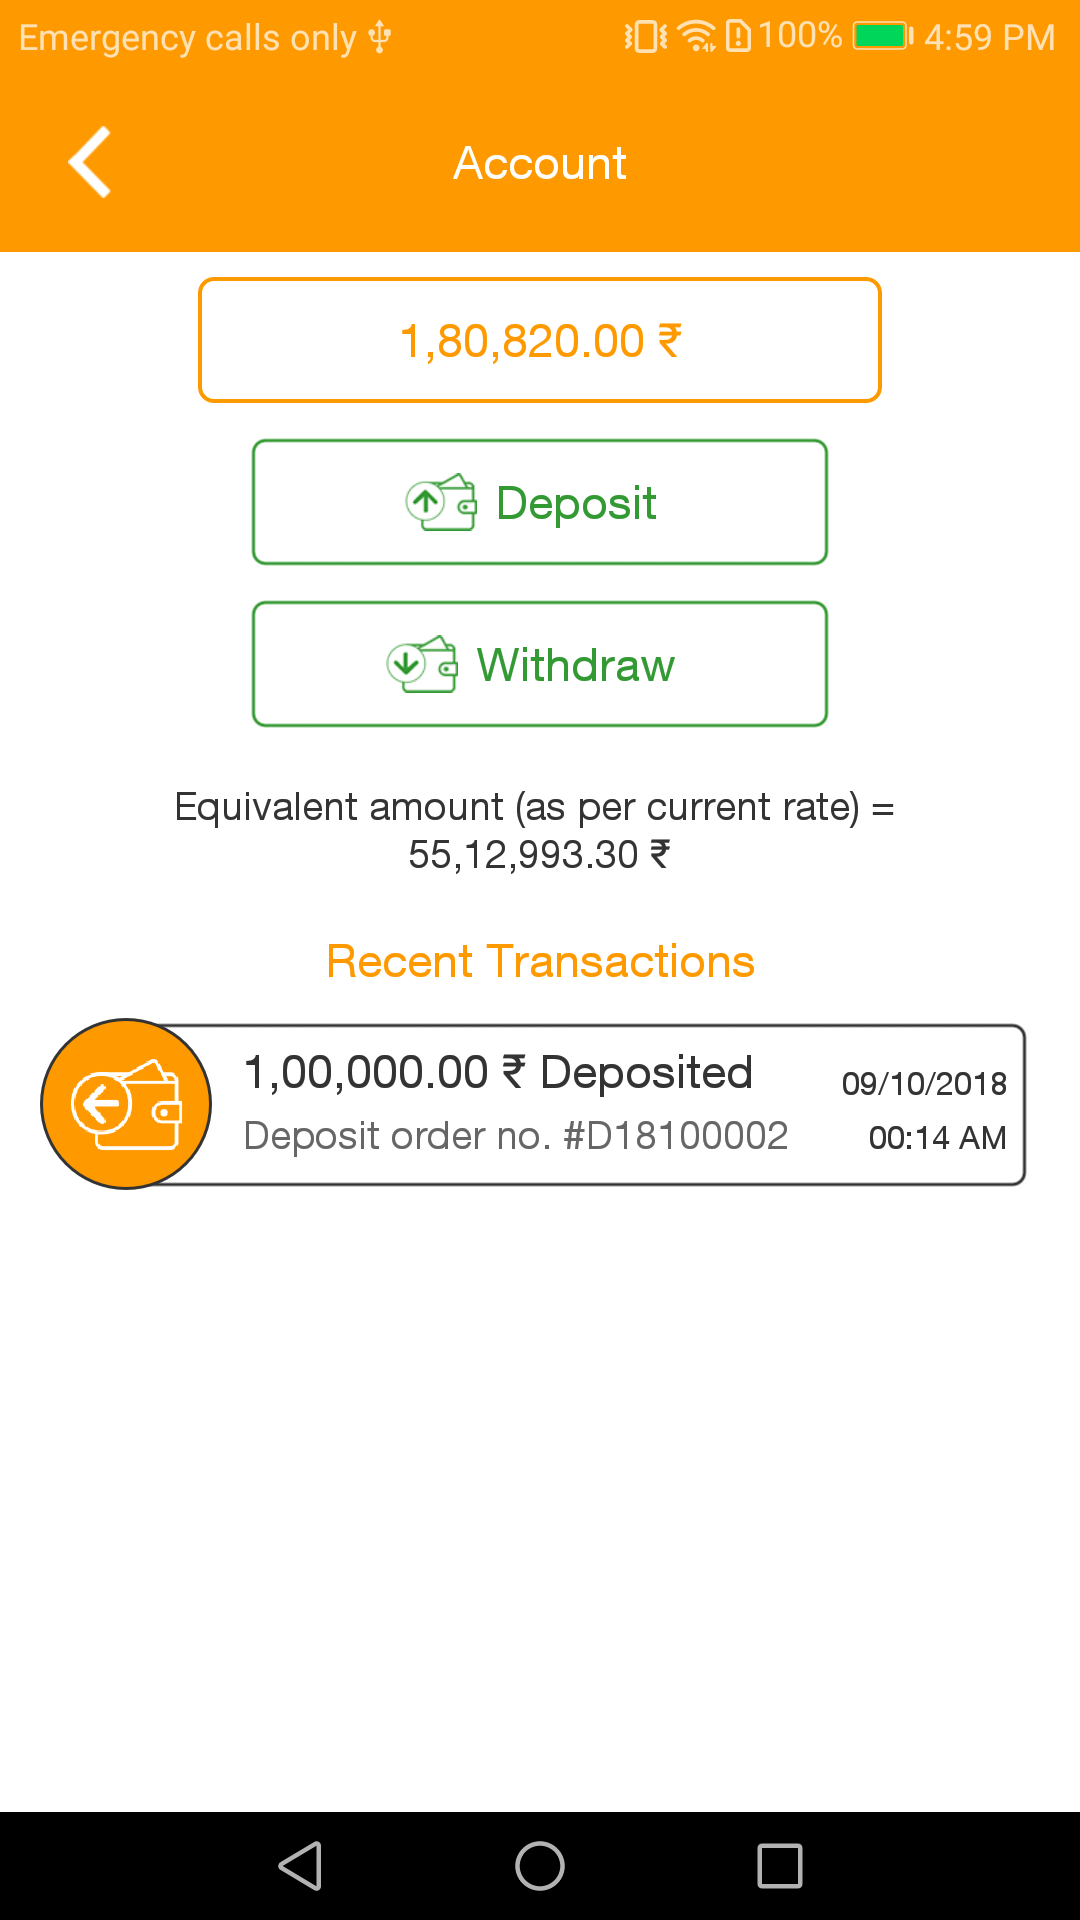 Emergency calls only 100% 4:59 PM
Account
1,80,820.00 ₹
Deposit
Withdraw
Equivalent amount (as per current rate) =
55,12,993.30 ₹
Recent Transactions
1,00,000.00 ₹ Deposited
09/10/2018
Deposit order no. #D18100002
00:14 AM